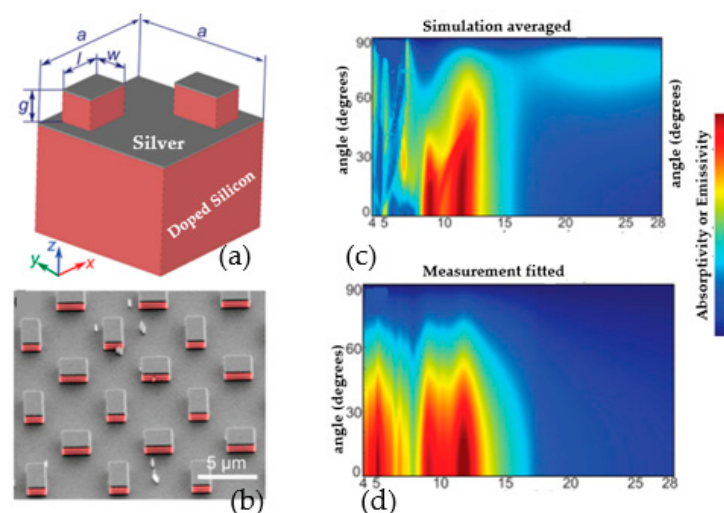 a
a
l
w
g
Silver
Doped Silicon
z
y
x
(a)
5 μm
(b)
Simulation averaged
angle (degrees)
90
60
30
0
4 5 10 15 20 25 28
angle (degrees)
(c)
Measurement fitted
angle (degrees)
90
60
30
0
4 5 10 15 20 25 28
(d)
Absorptivity or Emissivity